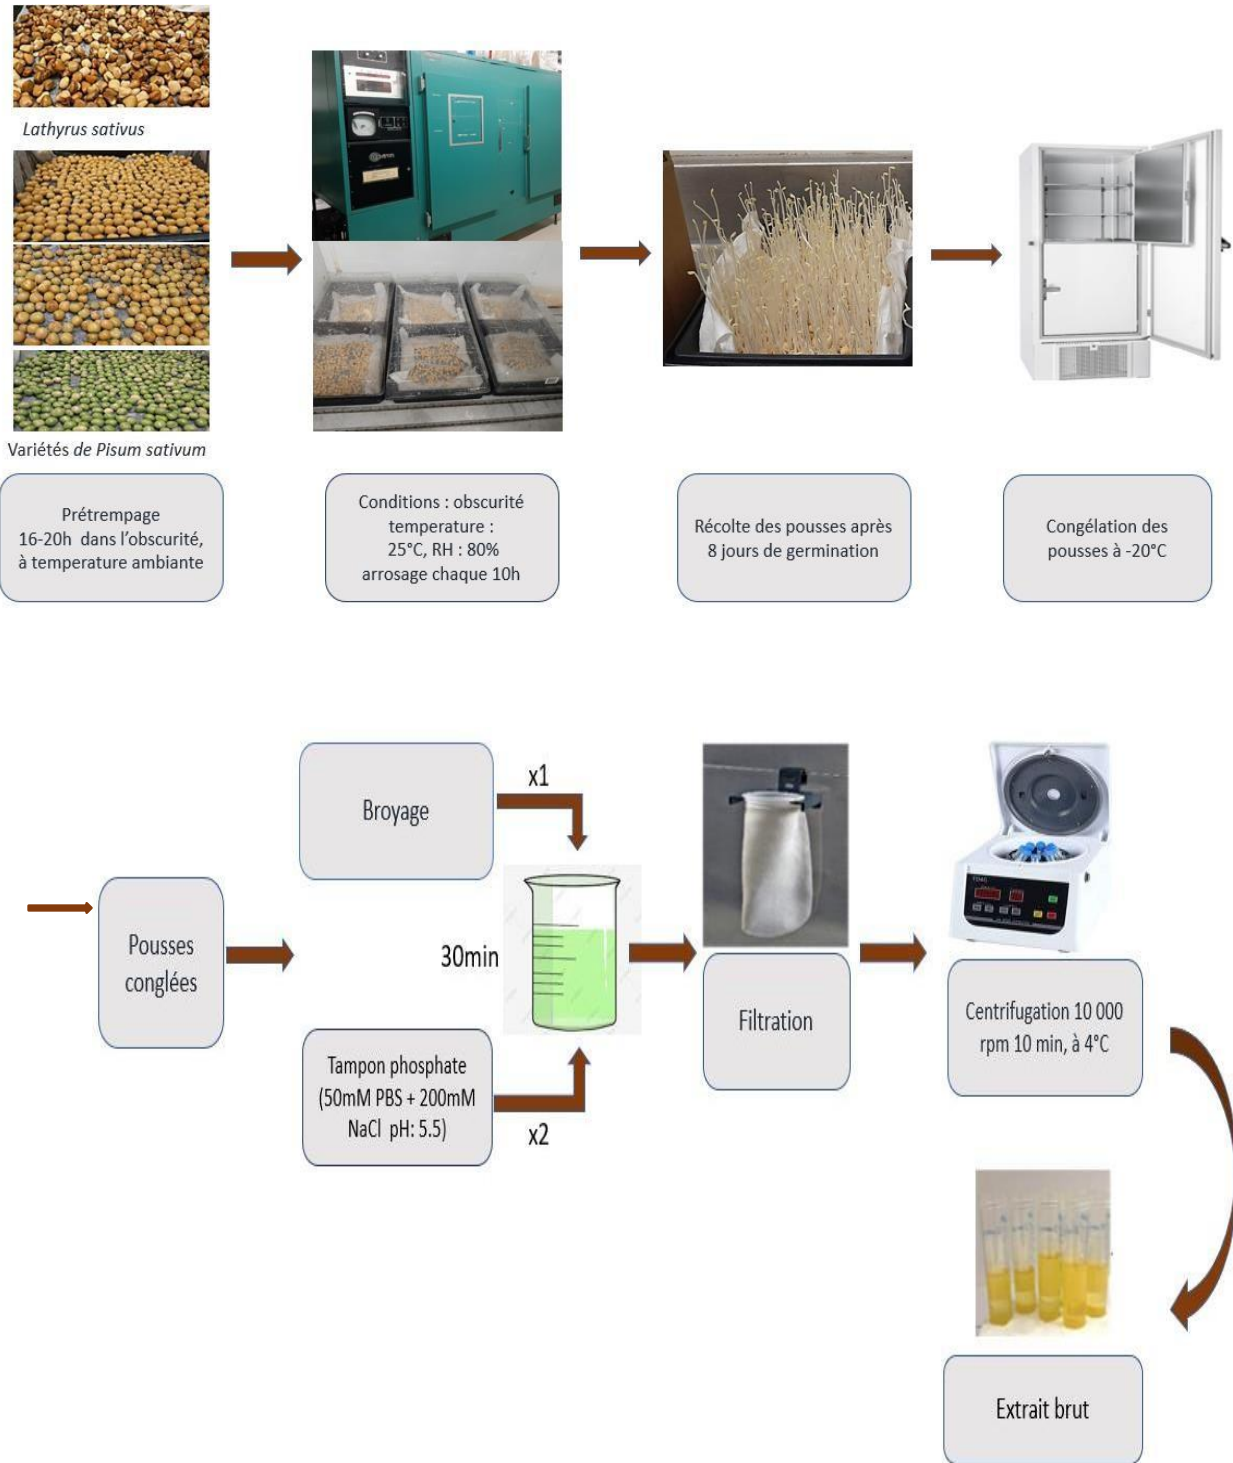 Lathyrus sativus
Variétés de Pisum sativum
Prétrempage
16-20h dans l'obscurité,
à temperature ambiante
Conditions : obscurité
temperature :
25°C, RH : 80%
arrosage chaque 10h
Récolte des pousses après
8 jours de germination
Congélation des
pousses à -20°C
Pousses
conglées
Broyage
x1
30min
Tampon phosphate
(50mM PBS + 200mM
NaCl pH: 5.5)
x2
Filtration
Centrifugation 10 000
rpm 10 min, à 4°C
Extrait brut